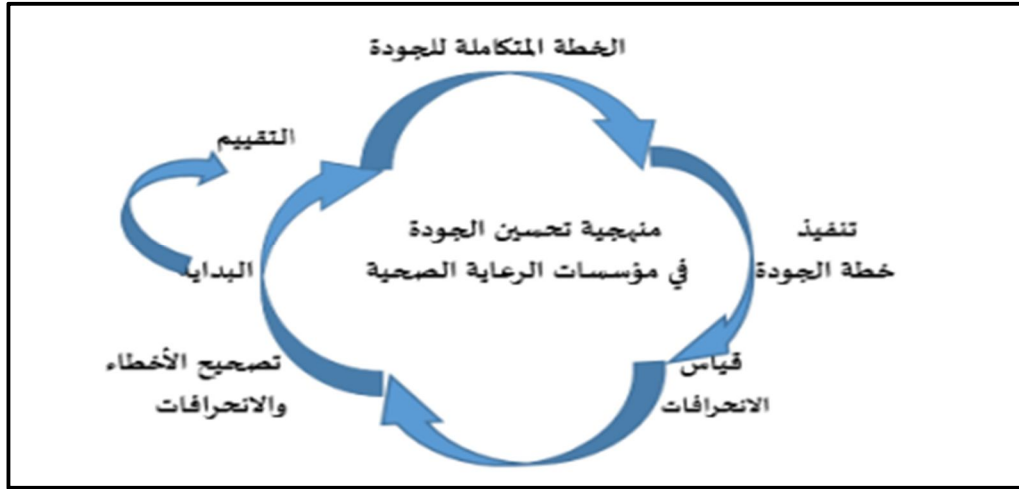 الخطة المتكاملة للجودة
التقييم
منهجية تحسين الجودة
في مؤسسات الرعاية الصحية
تنفيذ
خطة الجودة
البداية
قياس
الانحرافات
تصحيح الأخطاء
والانحرافات